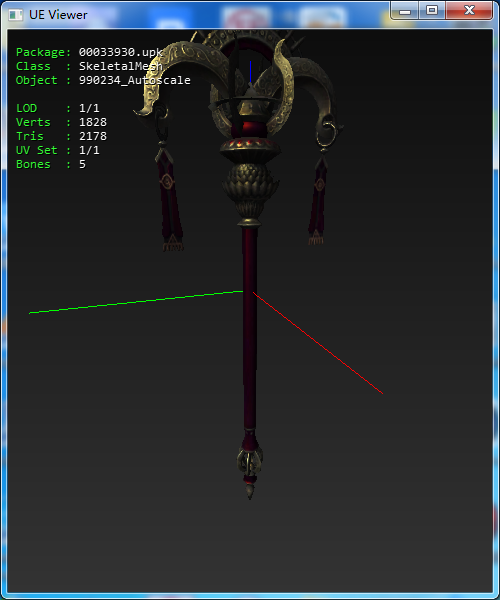 UE Viewer
Package: 00033930.upk
Class : SkeletalMesh
Object : 990234_Autoscale
LOD : 1/1
Verts : 1828
Tris : 2178
UV Set : 1/1
Bones : 5